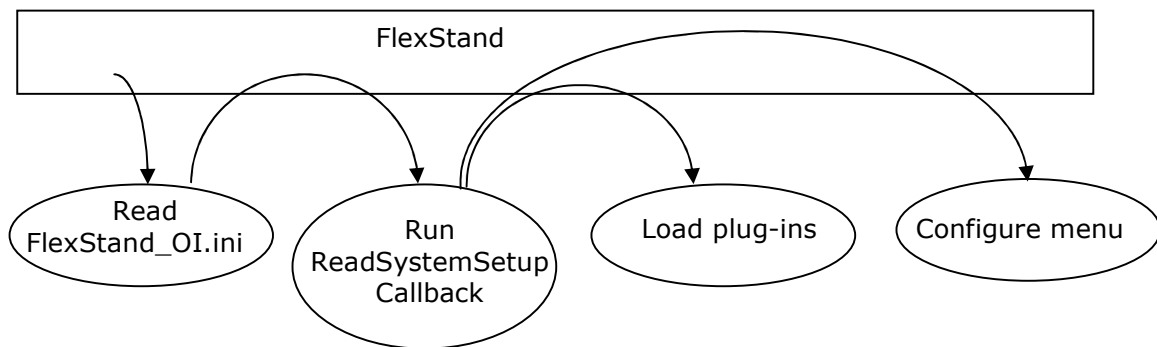 FlexStand
Read
FlexStand_OI.ini
Run
ReadSystemSetup
Callback
Load plug-ins
Configure menu